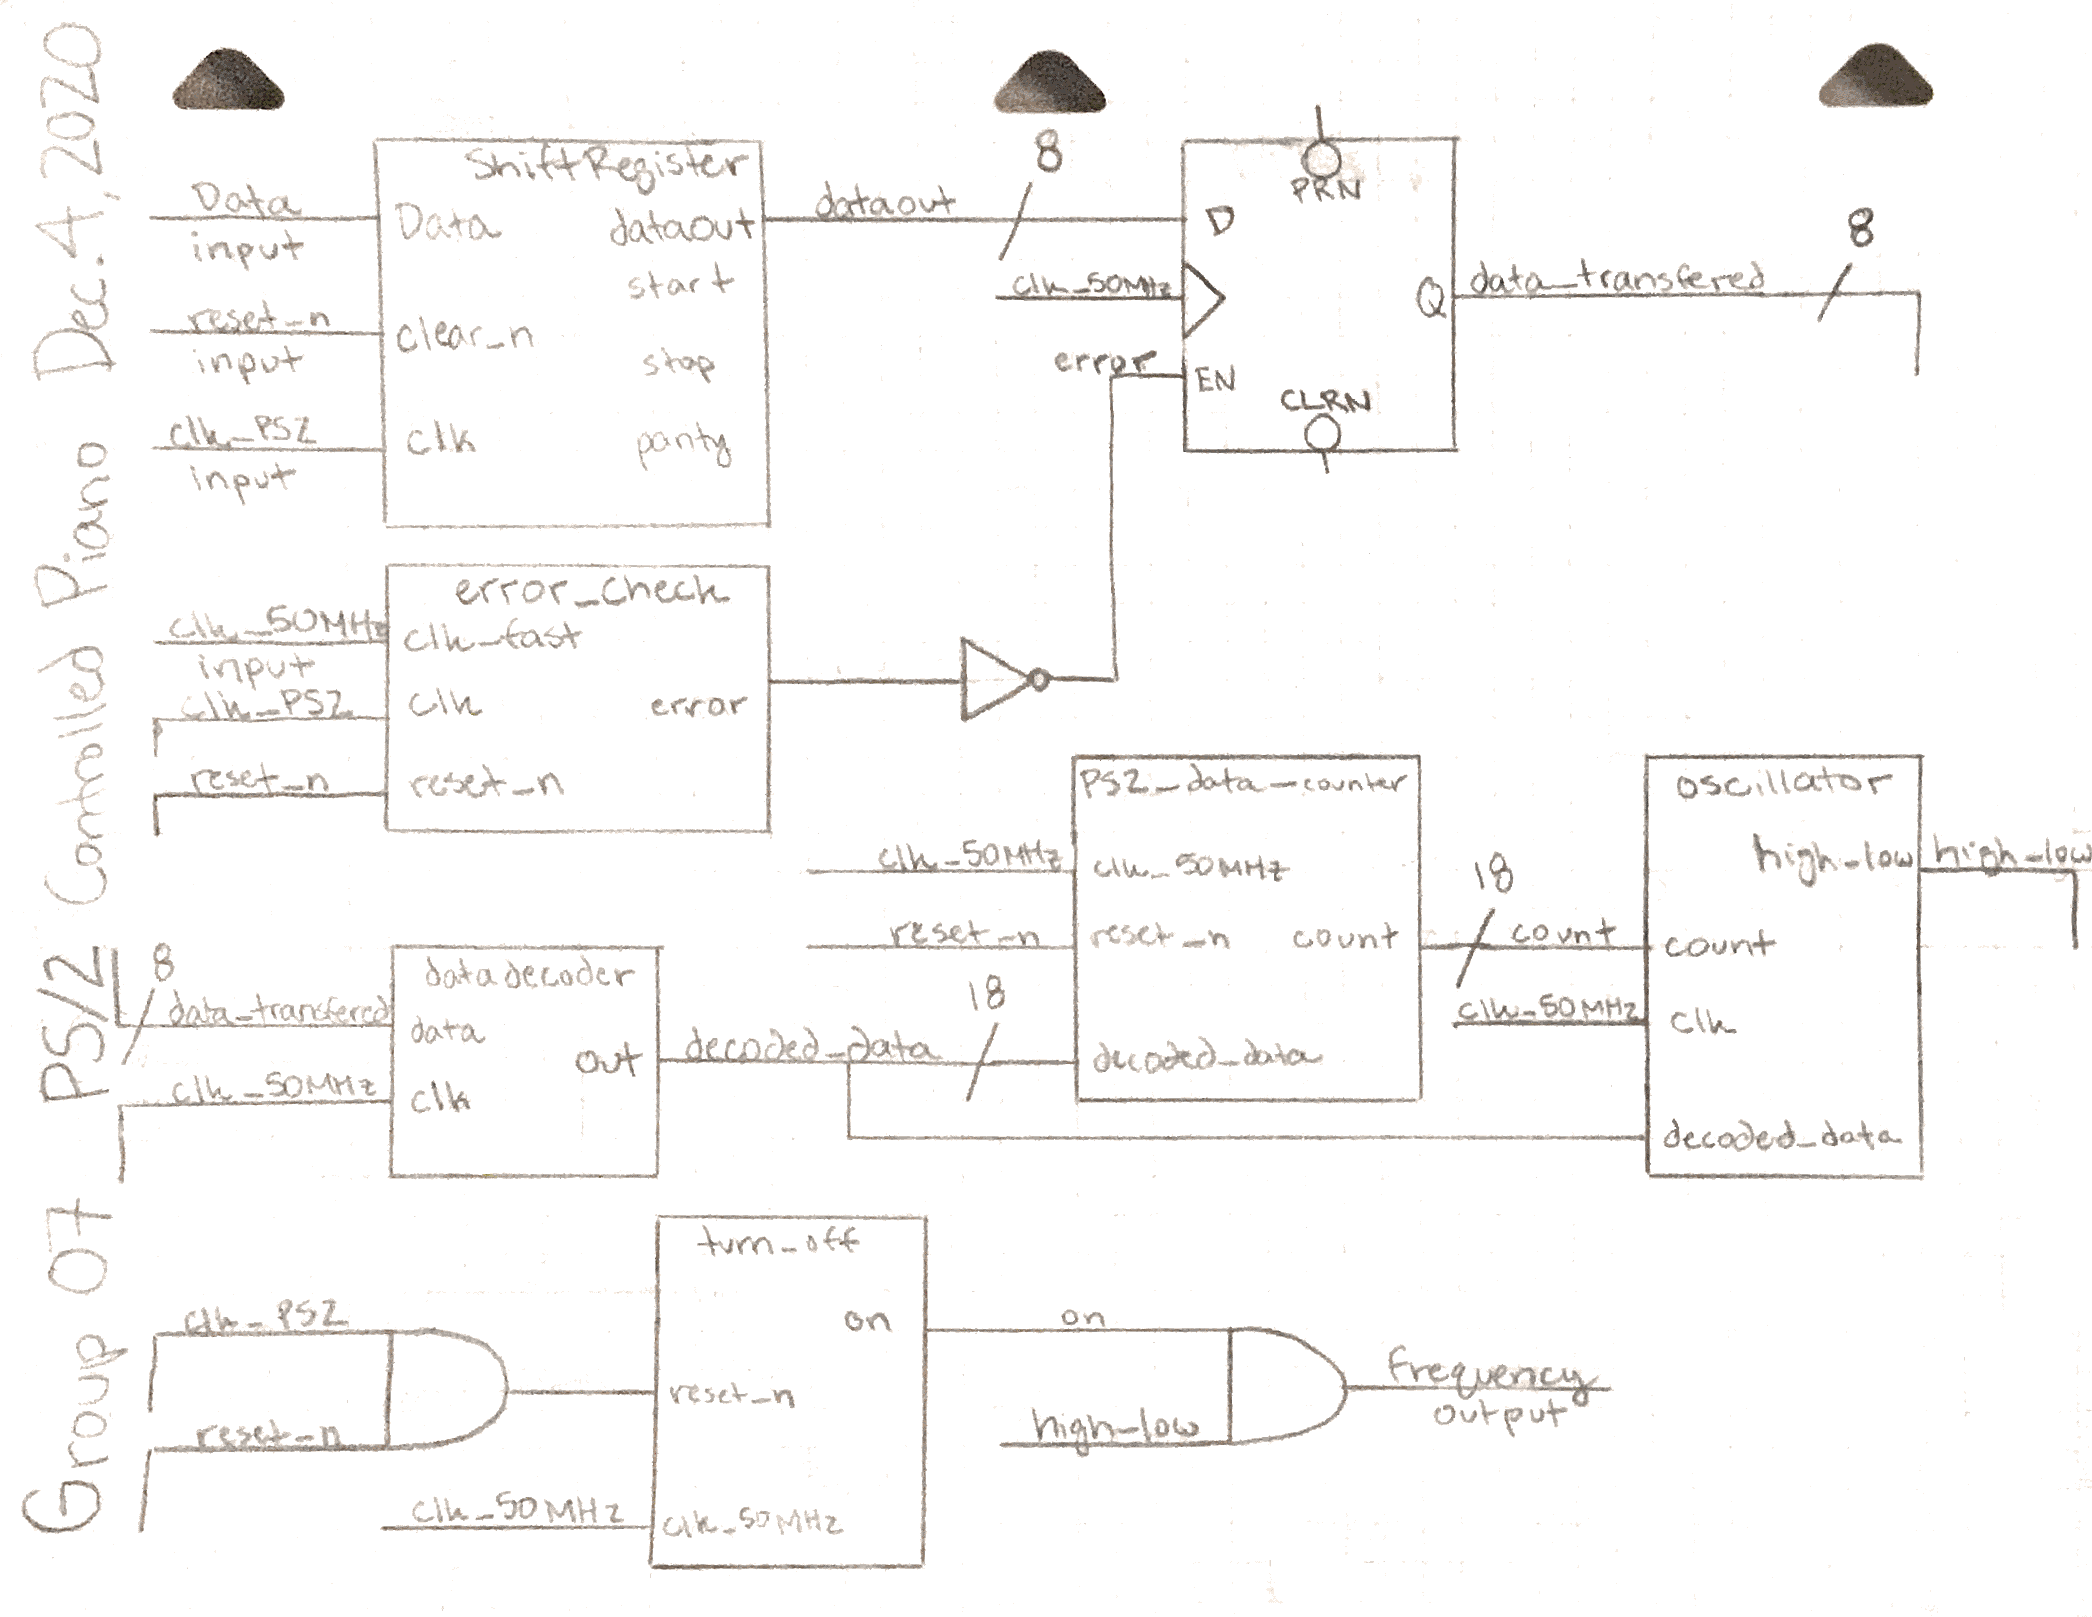 Group 07 PS/2 Controlled Piano Dec. 4, 2020
ShiftRegister
Data
input
reset_n
input
clk_PS2
input
Data
clear_n
clk
dataout
start
stop
parity
dataout
8
clk_50MHz
error
PRN
D
EN
CLRN
Q
data_transfered
8
error_check
clk_50MHz
input
clk_PS2
reset_n
clk_fast
clk
reset_n
error
PS2_data_counter
clk_50MHz
reset_n
clk_50MHz
reset_n
decoded_data
count
18
count
clk_50MHz
oscillator
high_low
count
clk
decoded_data
high_low
8
data_transfered
clk_50MHz
datadecoder
data
clk
out
decoded_data
18
turn_off
clk_PS2
reset_n
clk_50MHz
on
reset_n
clk_50MHz
on
high_low
frequency
output